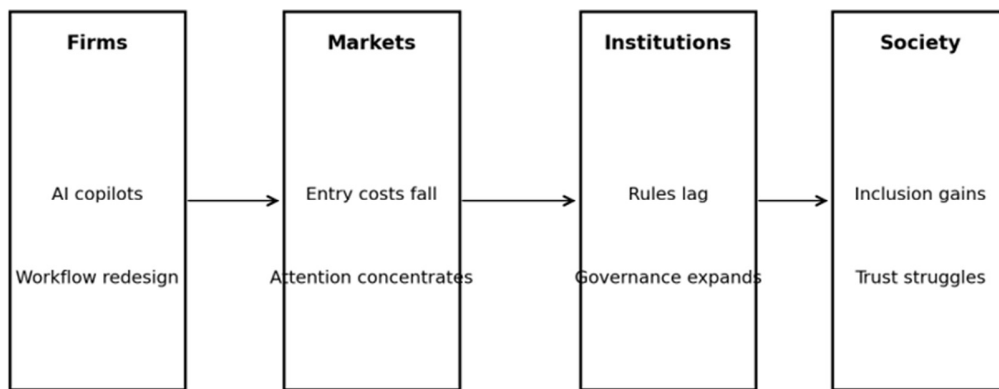 Firms
AI copilots
Workflow redesign
Markets
Entry costs fall
Attention concentrates
Institutions
Rules lag
Governance expands
Society
Inclusion gains
Trust struggles